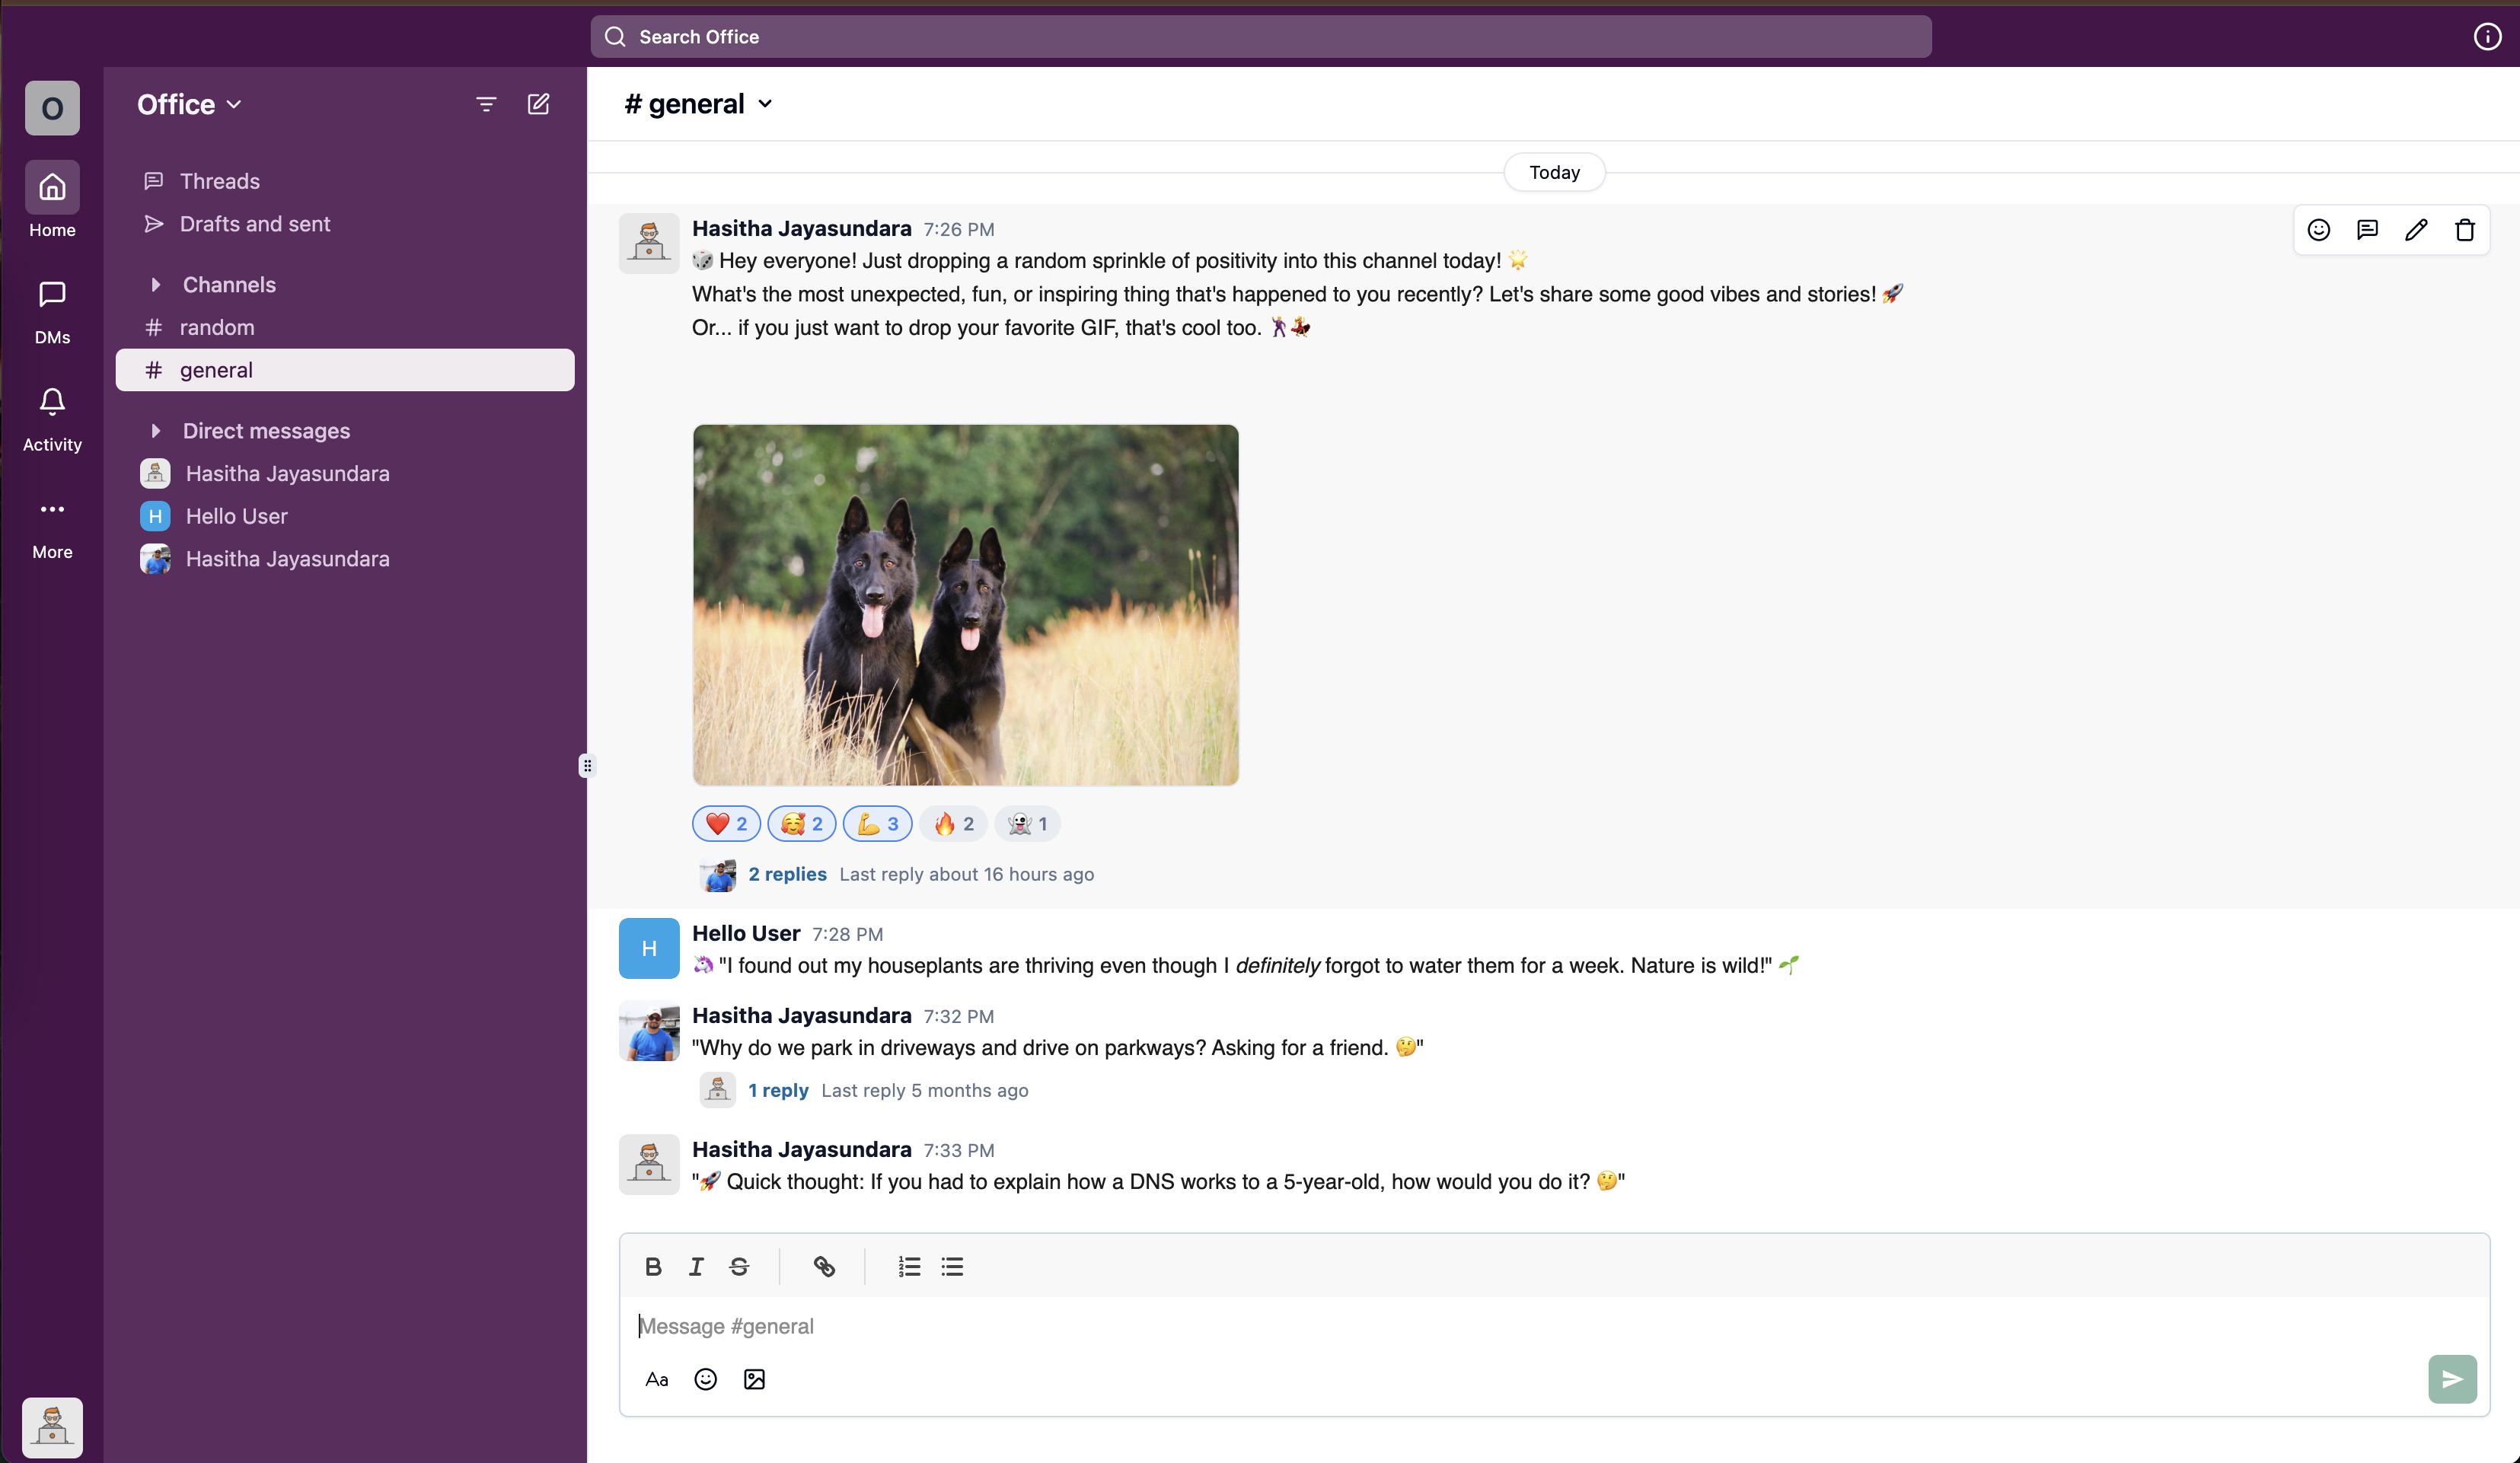 Search Office
O
Home
DMs
Activity
More
Office
Threads
Drafts and sent
Channels
# random
# general
Direct messages
Hasitha Jayasundara
H Hello User
Hasitha Jayasundara
# general
Today
Hasitha Jayasundara 7:26 PM
🎲 Hey everyone! Just dropping a random sprinkle of positivity into this channel today! 🌟
What's the most unexpected, fun, or inspiring thing that's happened to you recently? Let's share some good vibes and stories! 🚀
Or... if you just want to drop your favorite GIF, that's cool too. 🕺💃
❤️ 2 🥰 2 💪 3 🔥 2 👻 1
2 replies Last reply about 16 hours ago
H
Hello User 7:28 PM
🦄 "I found out my houseplants are thriving even though I definitely forgot to water them for a week. Nature is wild!" 🌱
Hasitha Jayasundara 7:32 PM
"Why do we park in driveways and drive on parkways? Asking for a friend. 🤔"
1 reply Last reply 5 months ago
Hasitha Jayasundara 7:33 PM
"🚀 Quick thought: If you had to explain how a DNS works to a 5-year-old, how would you do it? 🤔"
B I S
Message #general
Aa